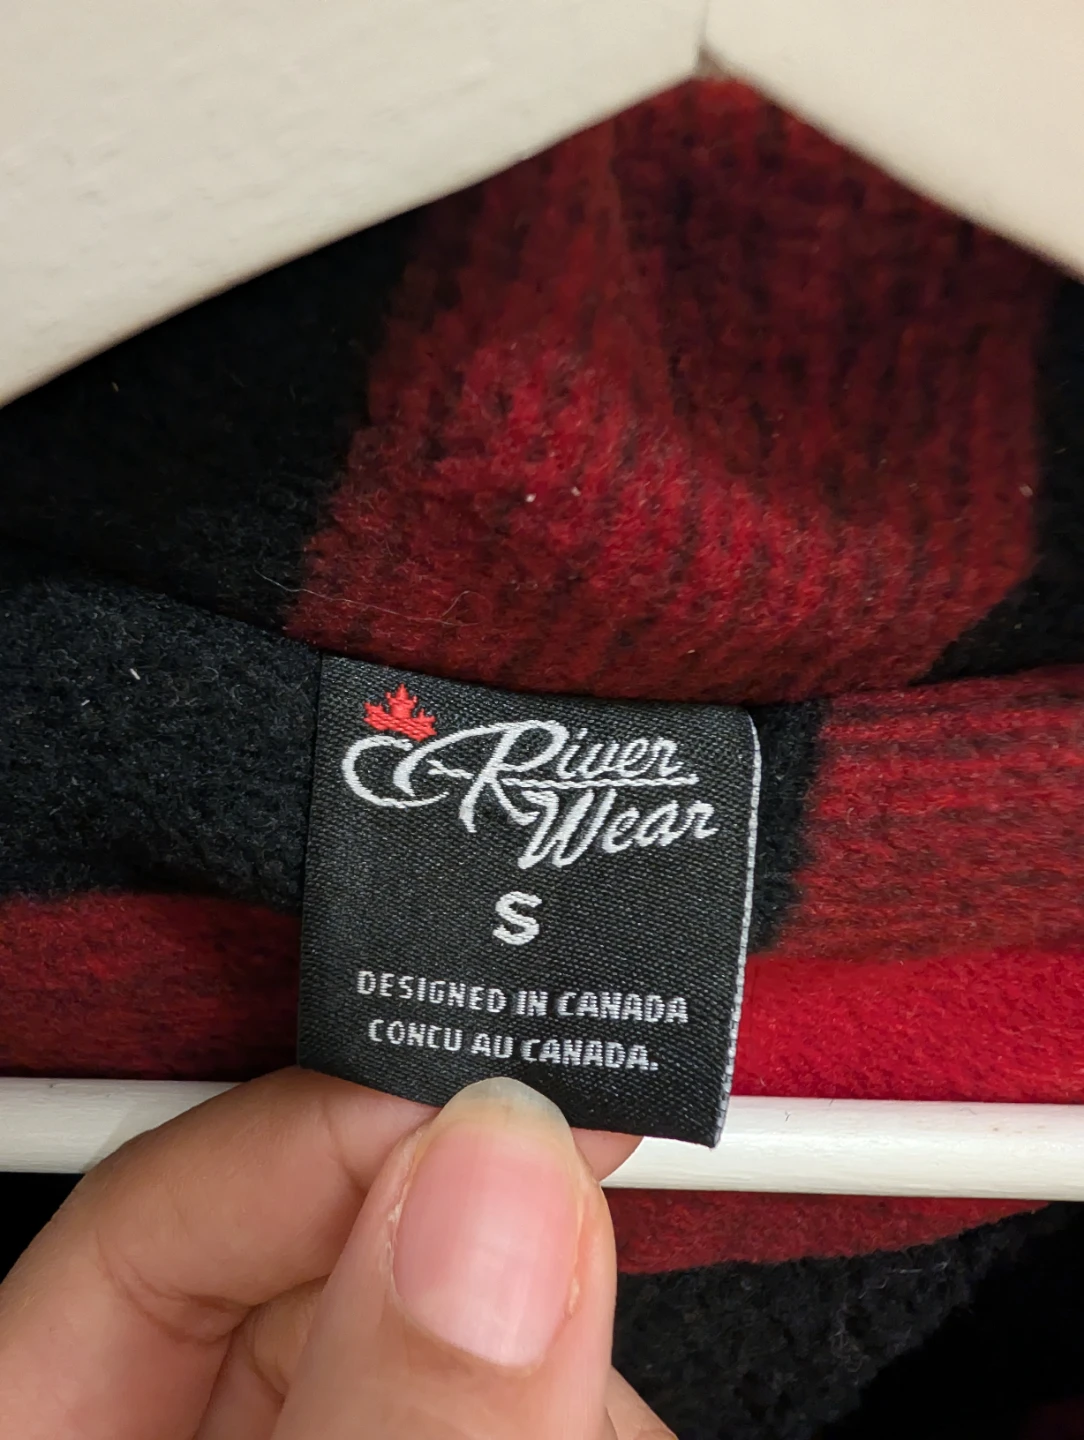 River
Wear
S
DESIGNED IN CANADA
CONCU AU CANADA.